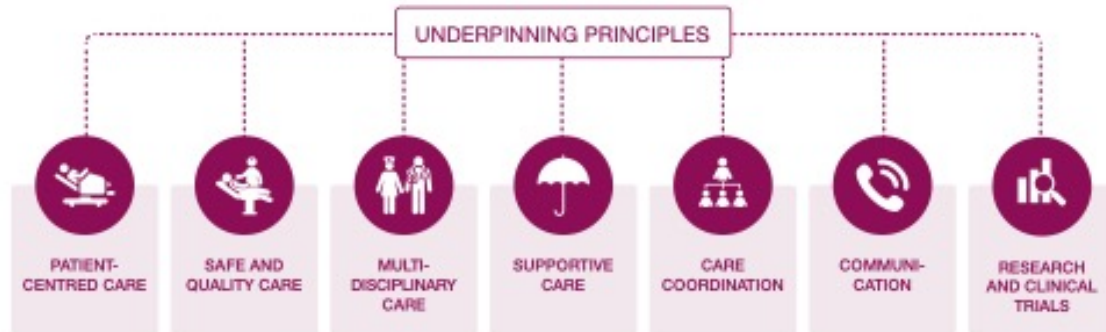 UNDERPINNING PRINCIPLES
PATIENT-
CENTRED CARE
SAFE AND
QUALITY CARE
MULTI-
DISCIPLINARY
CARE
SUPPORTIVE
CARE
CARE
COORDINATION
COMMUNI-
CATION
RESEARCH
AND CLINICAL
TRIALS